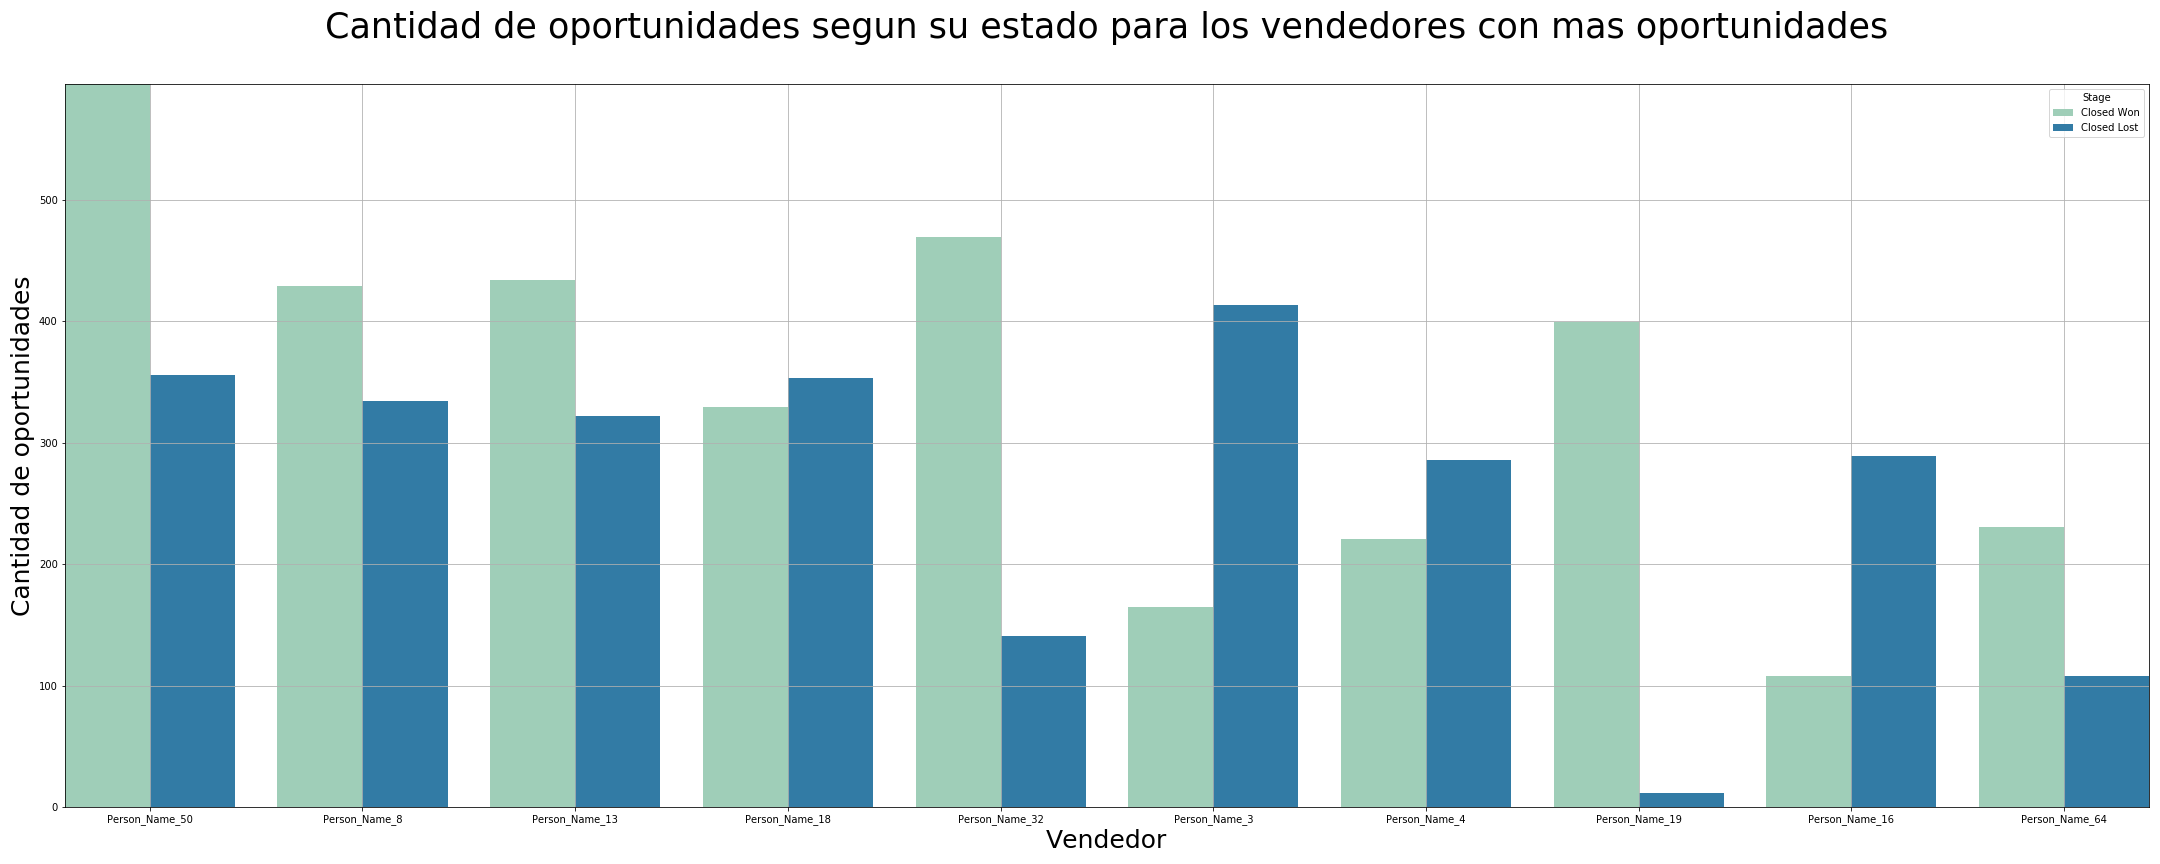 Cantidad de oportunidades segun su estado para los vendedores con mas oportunidades
Stage
Closed Won
Closed Lost
Cantidad de oportunidades
500
400
300
200
100
0
Person_Name_50
Person_Name_8
Person_Name_13
Person_Name_18
Person_Name_32
Person_Name_3
Person_Name_4
Person_Name_19
Person_Name_16
Person_Name_64
Vendedor